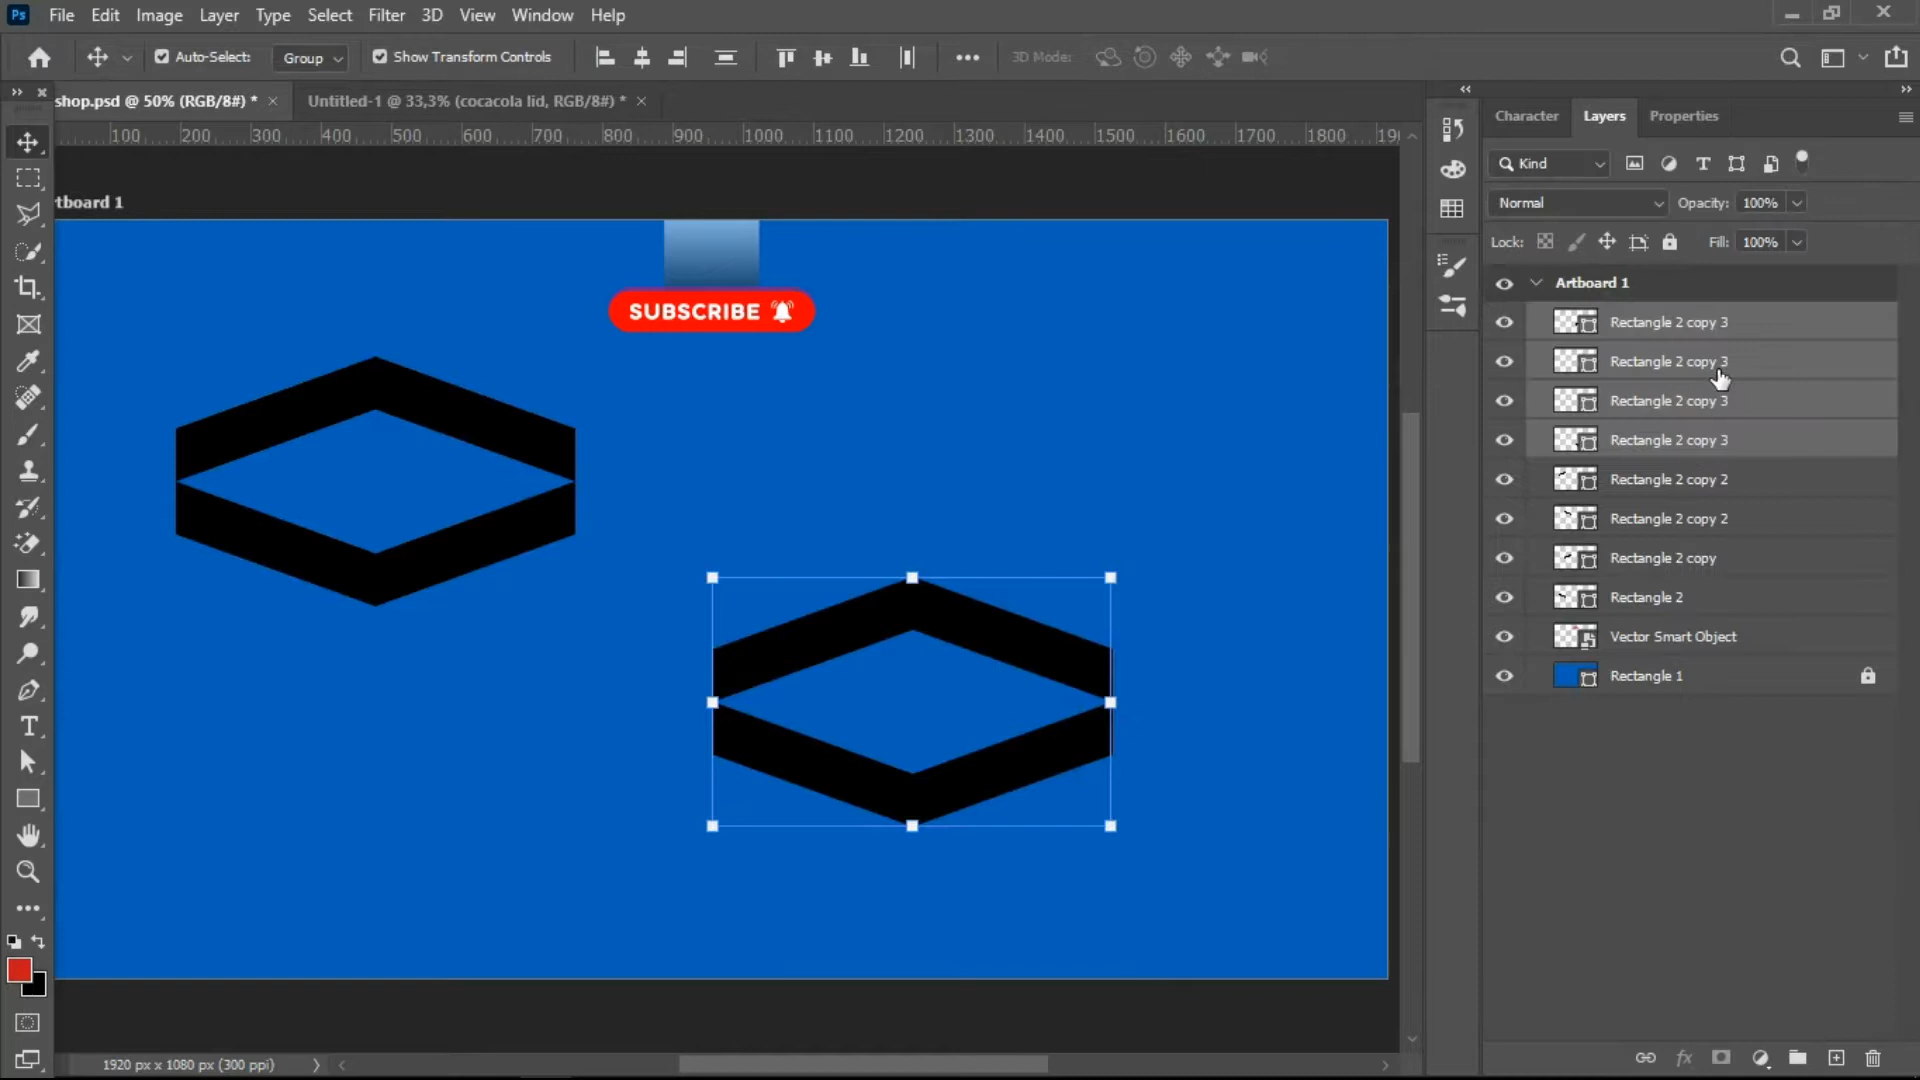 Ps File Edit Image Layer Type Select Filter 3D View Window Help
Auto-Select: Group Show Transform Controls 3D Mode:
shop.psd @ 50% (RGB/8#) * Untitled-1 @ 33,3% (cocacola lid, RGB/8#) *
100 200 300 400 500 600 700 800 900 1000 1100 1200 1300 1400 1500 1600 1700 1800 190
tboard 1
SUBSCRIBE
1920 px x 1080 px (300 ppi)
Character Layers Properties
Kind
Normal Opacity: 100%
Lock: Fill: 100%
Artboard 1
Rectangle 2 copy 3
Rectangle 2 copy 3
Rectangle 2 copy 3
Rectangle 2 copy 3
Rectangle 2 copy 2
Rectangle 2 copy 2
Rectangle 2 copy
Rectangle 2
Vector Smart Object
Rectangle 1
fx